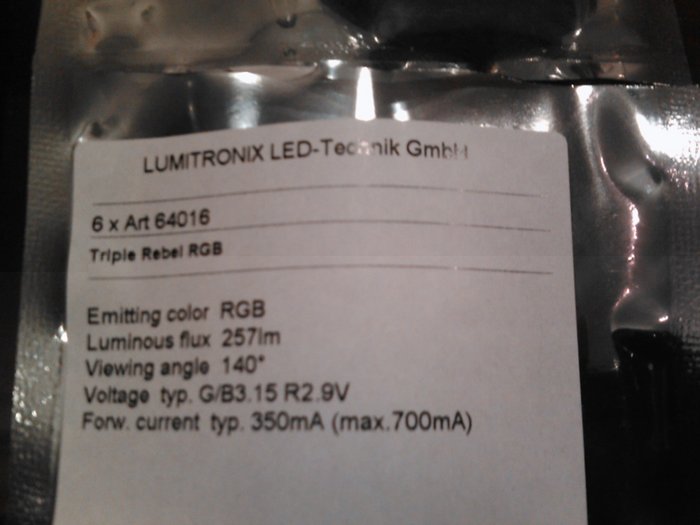 LUMITRONIX LED-Technik GmbH
6 x Art 64016
Triple Rebel RGB
Emitting color RGB
Luminous flux 257lm
Viewing angle 140°
Voltage typ. G/B3.15 R2.9V
Forw. current typ. 350mA (max.700mA)